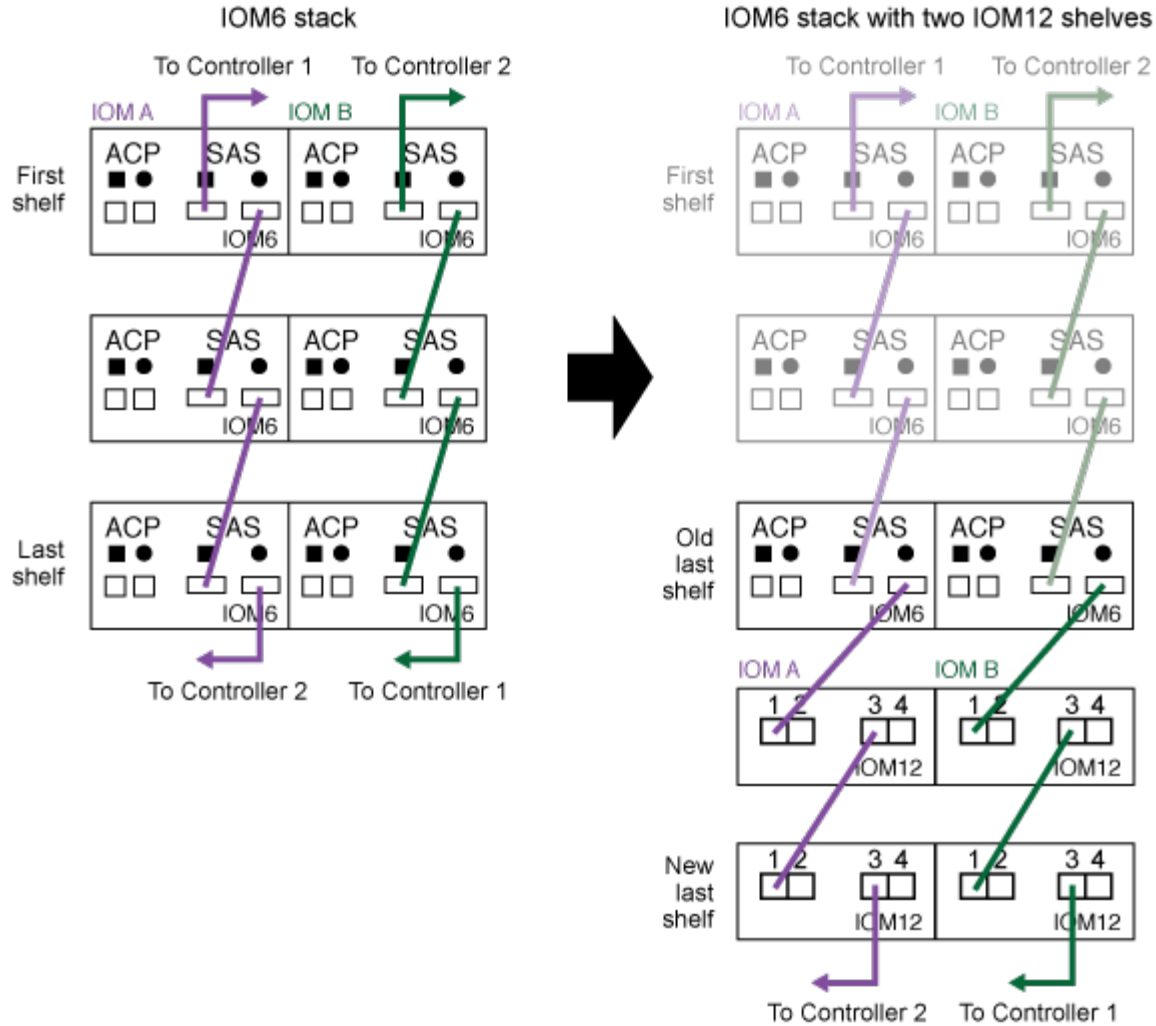 IOM6 stack
To Controller 1 To Controller 2
IOM A IOM B
ACP SAS ACP SAS
First
shelf
IOM6 IOM6
ACP SAS ACP SAS
IOM6 IOM6
ACP SAS ACP SAS
Last
shelf
IOM6 IOM6
To Controller 2 To Controller 1
IOM6 stack with two IOM12 shelves
To Controller 1 To Controller 2
IOM A IOM B
ACP SAS ACP SAS
First
shelf
IOM6 IOM6
ACP SAS ACP SAS
IOM6 IOM6
ACP SAS ACP SAS
Old
last
shelf
IOM6 IOM6
IOM A IOM B
1 2 3 4 1 2 3 4
IOM12 IOM12
1 2 3 4 1 2 3 4
New
last
shelf
IOM12 IOM12
To Controller 2 To Controller 1